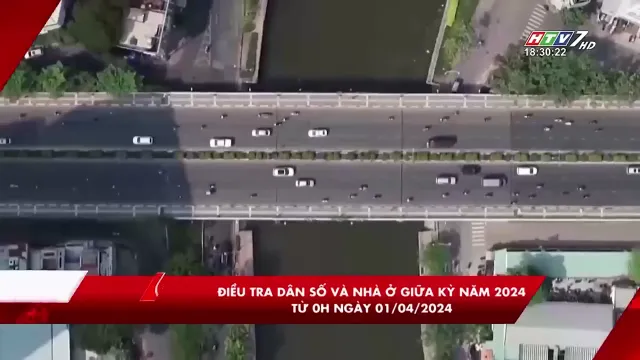 HTV7 HD
18:30:22
ĐIỀU TRA DÂN SỐ VÀ NHÀ Ở GIỮA KỲ NĂM 2024
TỪ 0H NGÀY 01/04/2024